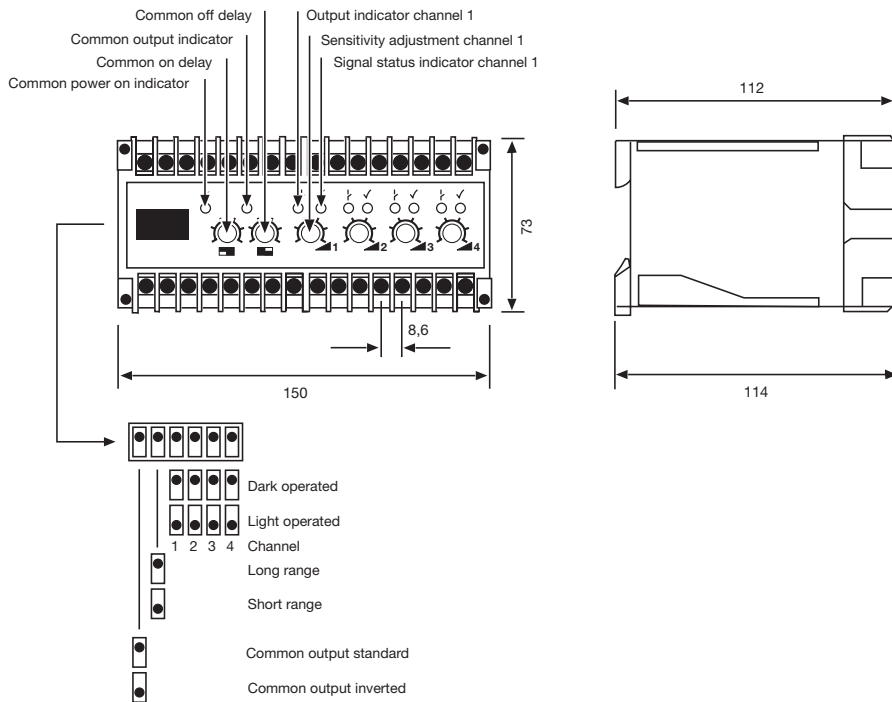 Common off delay
Output indicator channel 1
Common output indicator
Sensitivity adjustment channel 1
Common on delay
Signal status indicator channel 1
Common power on indicator
112
1
2
3
4
73
8,6
150
114
Dark operated
Light operated
1 2 3 4 Channel
Long range
Short range
Common output standard
Common output inverted